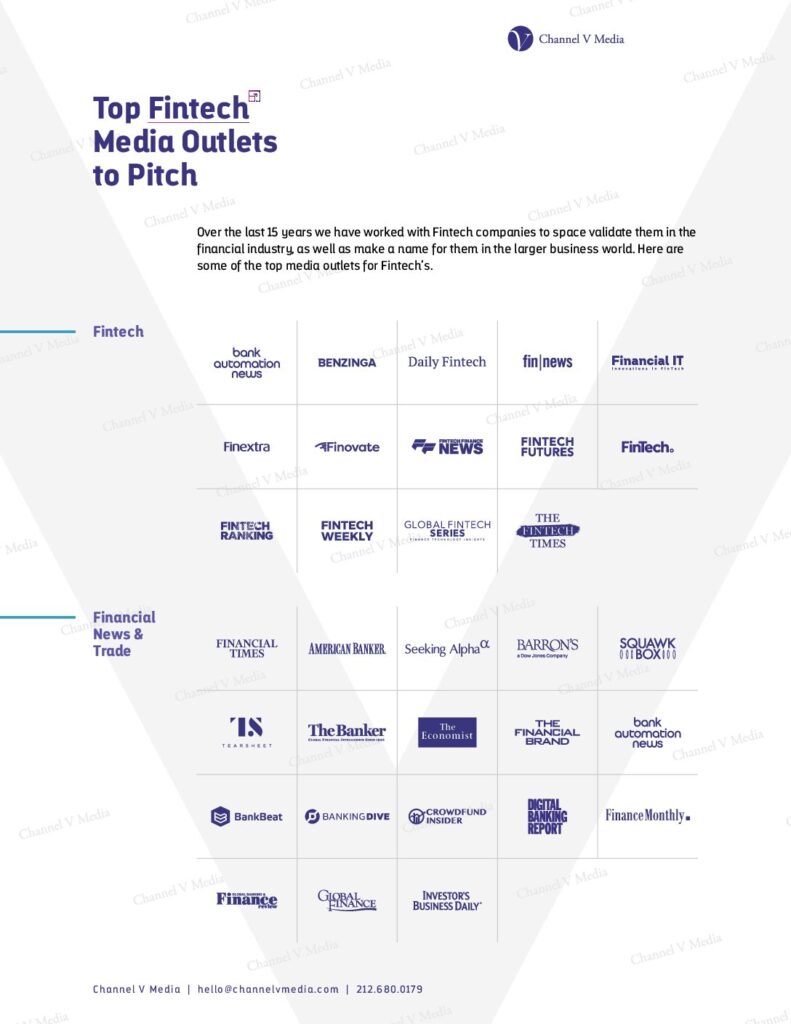 Channel V Media
Top Fintech
Media Outlets
to Pitch
Over the last 15 years we have worked with Fintech companies to space validate them in the
financial industry, as well as make a name for them in the larger business world. Here are
some of the top media outlets for Fintech's.
Fintech
bank
automation
news
BENZINGA
Daily Fintech
fin|news
Financial IT
Innovations in FinTech
Finextra
Finovate
FINTECH FINANCE
NEWS
FINTECH
FUTURES
FinTech
FINTECH
RANKING
FINTECH
WEEKLY
GLOBAL FINTECH
SERIES
FINANCE TECHNOLOGY INSIGHTS
THE
FINTECH
TIMES
Financial
News &
Trade
FINANCIAL
TIMES
AMERICAN BANKER.
Seeking Alpha α
BARRON'S
a Dow Jones Company
SQUAWK
BOX
TS
TEARSHEET
The Banker
GLOBAL FINANCIAL INTELLIGENCE SINCE 1926
The
Economist
THE
FINANCIAL
BRAND
bank
automation
news
BankBeat
BANKINGDIVE
CROWDFUND
INSIDER
DIGITAL
BANKING
REPORT
Finance Monthly.
GLOBAL BANKING &
Finance
review
GLOBAL
FINANCE
INVESTOR'S
BUSINESS DAILY
Channel V Media | hello@channelvmedia.com | 212.680.0179